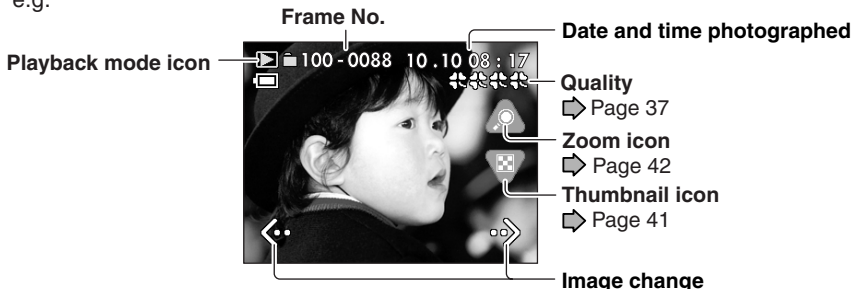 e.g.
Frame No.
Date and time photographed
Playback mode icon
100-0088 10.10 08:17
Quality
Page 37
Zoom icon
Page 42
Thumbnail icon
Page 41
Image change